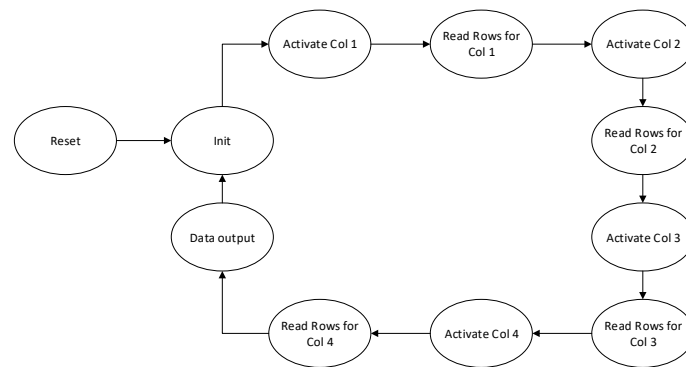 Activate Col 1
Read Rows for
Col 1
Activate Col 2
Reset
Init
Read Rows for
Col 2
Data output
Activate Col 3
Read Rows for
Col 4
Activate Col 4
Read Rows for
Col 3